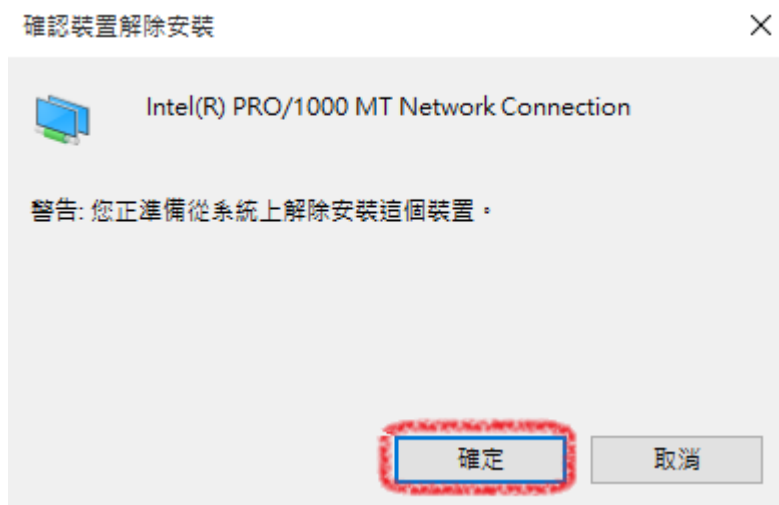 確認裝置解除安裝
Intel(R) PRO/1000 MT Network Connection
警告: 您正準備從系統上解除安裝這個裝置。
確定
取消